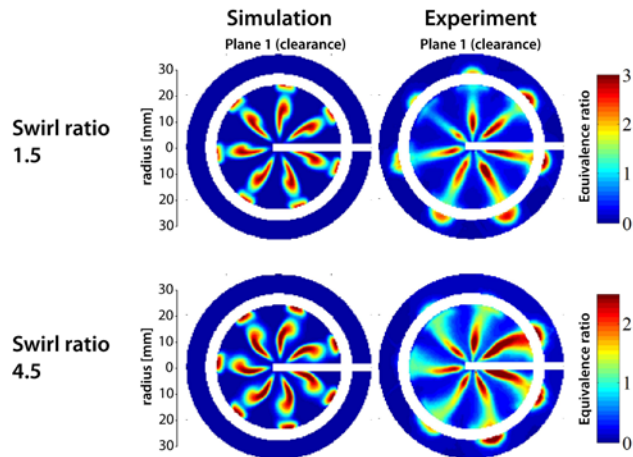 Simulation
Experiment
Plane 1 (clearance)
Plane 1 (clearance)
Swirl ratio
1.5
radius [mm]
30
20
10
0
10
20
30
3
2
1
0
Equivalence ratio
Swirl ratio
4.5
radius [mm]
30
20
10
0
10
20
30
2
1
0
Equivalence ratio